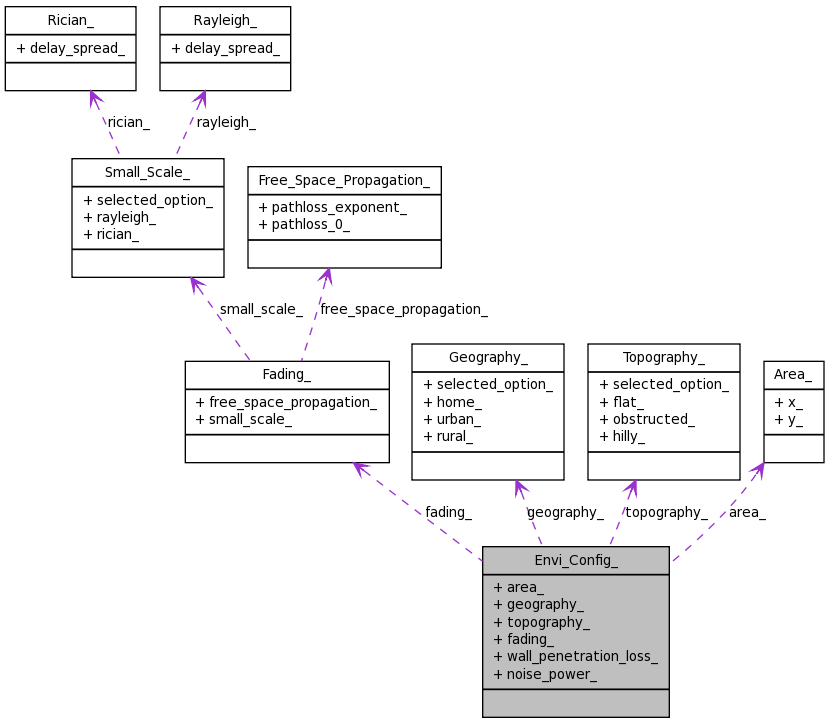 Rician_
+ delay_spread_
Rayleigh_
+ delay_spread_
rician_
rayleigh_
Small_Scale_
+ selected_option_
+ rayleigh_
+ rician_
Free_Space_Propagation_
+ pathloss_exponent_
+ pathloss_0_
small_scale_
free_space_propagation_
Fading_
+ free_space_propagation_
+ small_scale_
Geography_
+ selected_option_
+ home_
+ urban_
+ rural_
Topography_
+ selected_option_
+ flat_
+ obstructed_
+ hilly_
Area_
+ x_
+ y_
fading_
geography_
topography_
area_
Envi_Config_
+ area_
+ geography_
+ topography_
+ fading_
+ wall_penetration_loss_
+ noise_power_